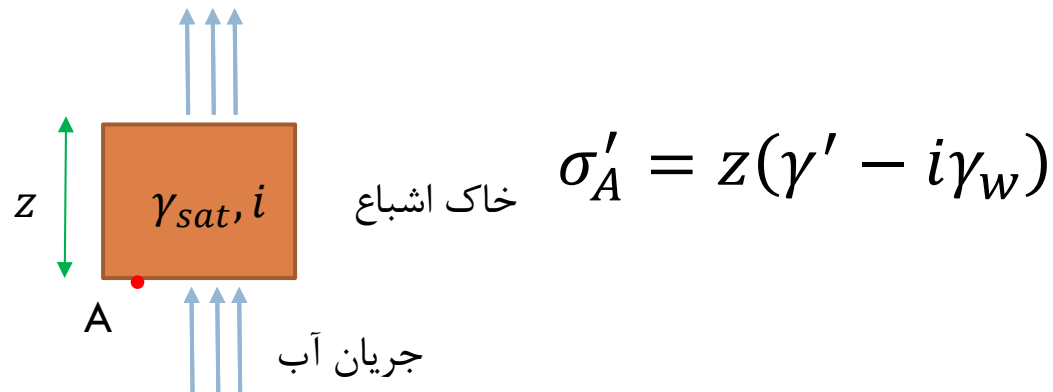 z
γ_sat, i
خاک اشباع
σ′_A = z(γ′ − iγ_w)
A
جریان آب